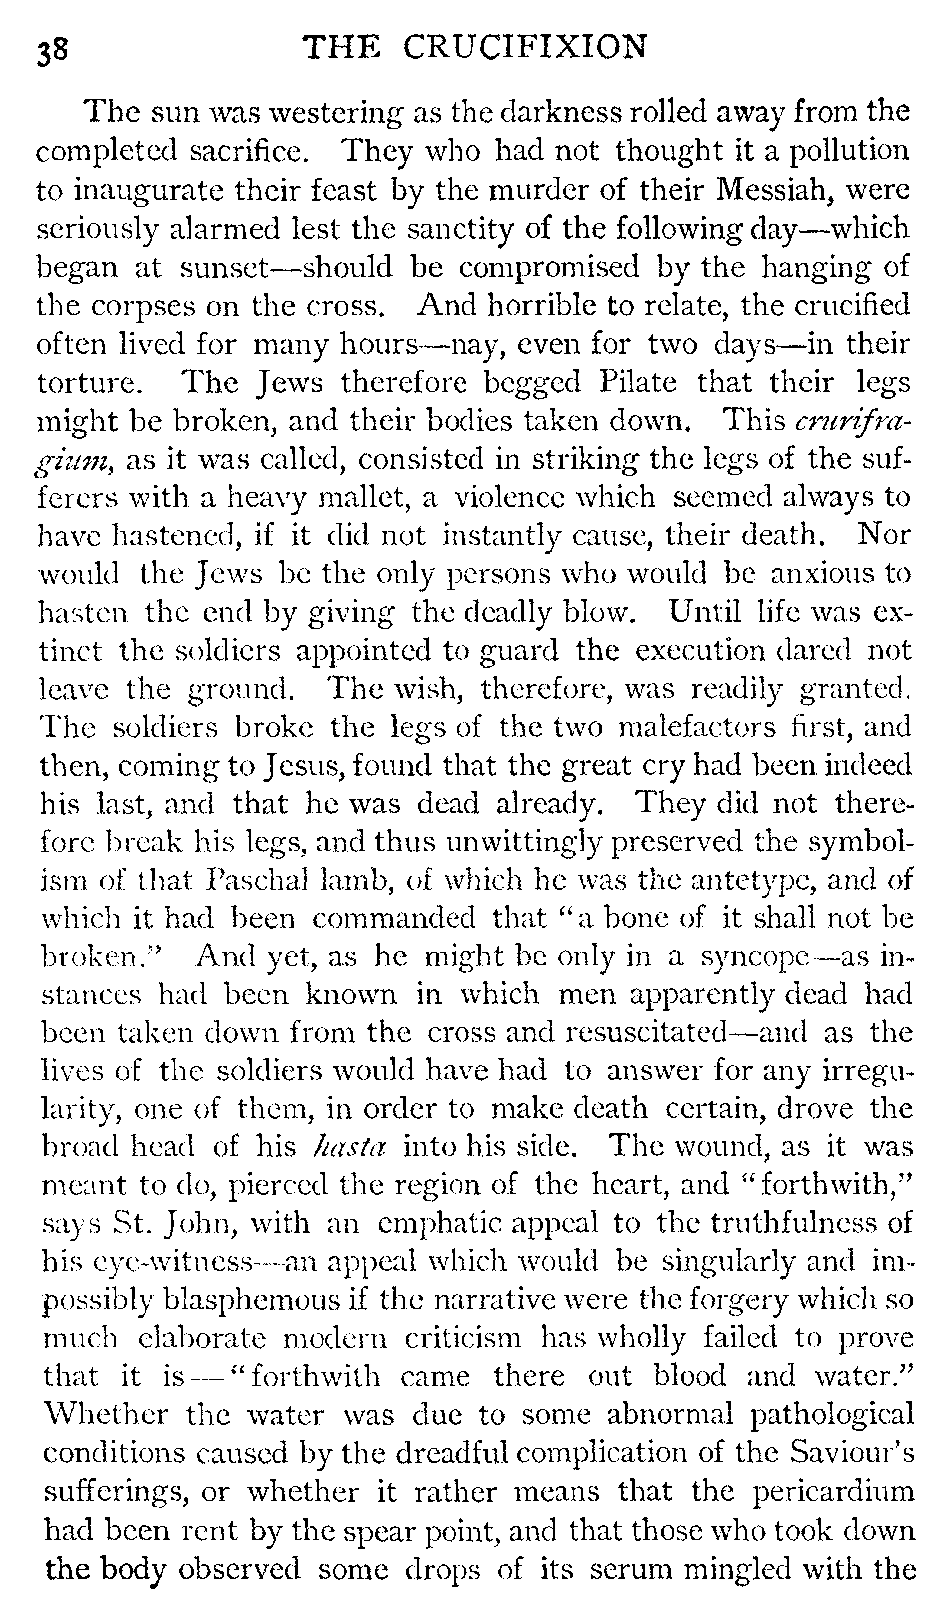 38 THE CRUCIFIXION
The sun was westering as the darkness rolled away from the
completed sacrifice. They who had not thought it a pollution
to inaugurate their feast by the murder of their Messiah, were
seriously alarmed lest the sanctity of the following day—which
began at sunset—should be compromised by the hanging of
the corpses on the cross. And horrible to relate, the crucified
often lived for many hours—nay, even for two days—in their
torture. The Jews therefore begged Pilate that their legs
might be broken, and their bodies taken down. This crurifra-
gium, as it was called, consisted in striking the legs of the suf-
ferers with a heavy mallet, a violence which seemed always to
have hastened, if it did not instantly cause, their death. Nor
would the Jews be the only persons who would be anxious to
hasten the end by giving the deadly blow. Until life was ex-
tinct the soldiers appointed to guard the execution dared not
leave the ground. The wish, therefore, was readily granted.
The soldiers broke the legs of the two malefactors first, and
then, coming to Jesus, found that the great cry had been indeed
his last, and that he was dead already. They did not there-
fore break his legs, and thus unwittingly preserved the symbol-
ism of that Paschal lamb, of which he was the antetype, and of
which it had been commanded that "a bone of it shall not be
broken." And yet, as he might be only in a syncope—as in-
stances had been known in which men apparently dead had
been taken down from the cross and resuscitated—and as the
lives of the soldiers would have had to answer for any irregu-
larity, one of them, in order to make death certain, drove the
broad head of his hasta into his side. The wound, as it was
meant to do, pierced the region of the heart, and "forthwith,"
says St. John, with an emphatic appeal to the truthfulness of
his eye-witness—an appeal which would be singularly and im-
possibly blasphemous if the narrative were the forgery which so
much elaborate modern criticism has wholly failed to prove
that it is—"forthwith came there out blood and water."
Whether the water was due to some abnormal pathological
conditions caused by the dreadful complication of the Saviour's
sufferings, or whether it rather means that the pericardium
had been rent by the spear point, and that those who took down
the body observed some drops of its serum mingled with the